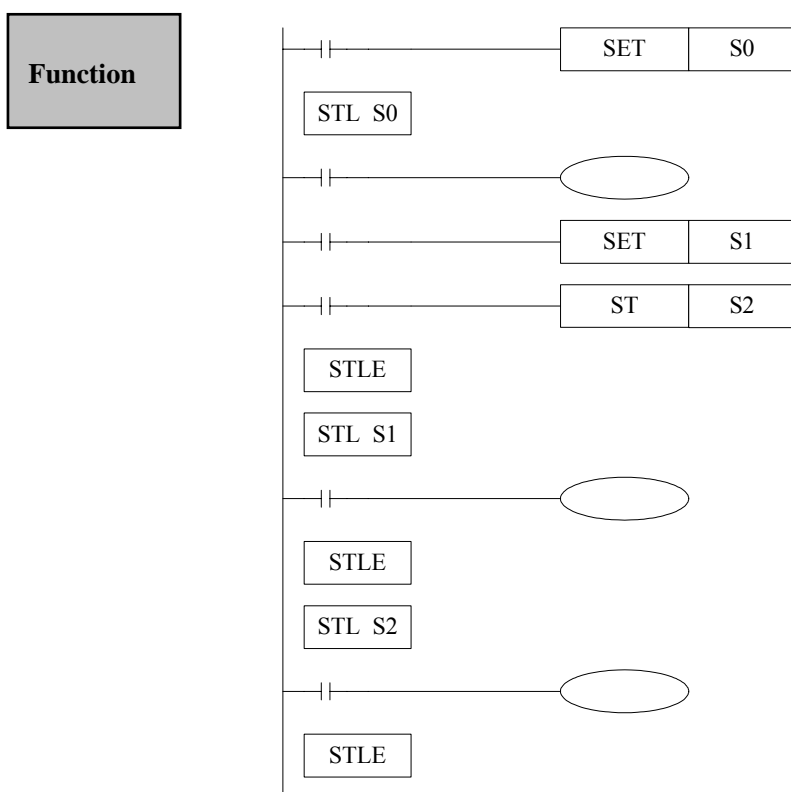 SET S0
Function
STL S0
SET S1
ST S2
STLE
STL S1
STLE
STL S2
STLE